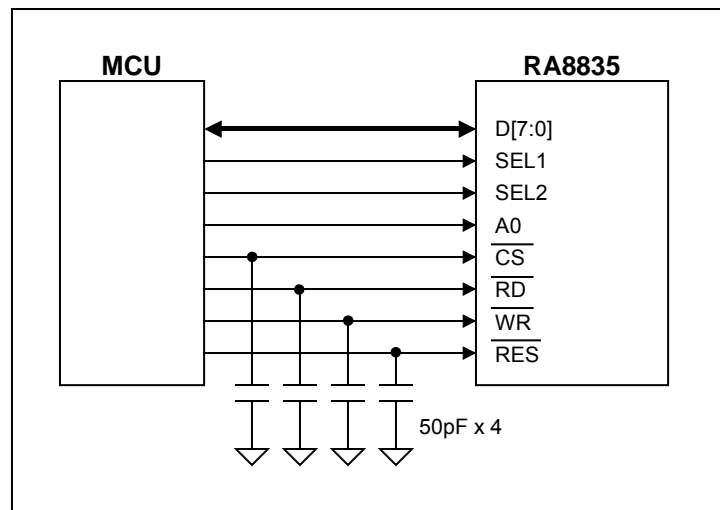 MCU
RA8835
D[7:0]
SEL1
SEL2
A0
CS
RD
WR
RES
50pF x 4